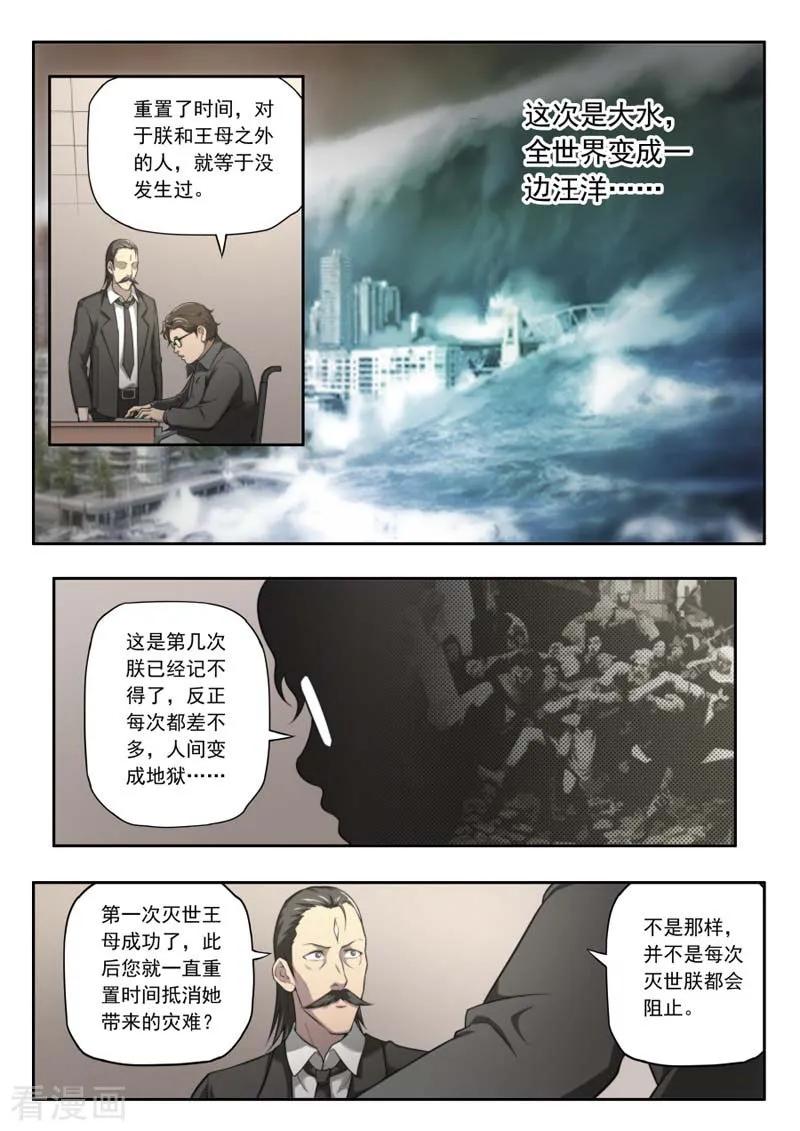 重置了时间，对
于朕和王母之外
的人，就等于没
发生过。
这次是大水，
全世界变成一
边汪洋……
这是第几次
朕已经记不
得了，反正
每次都差不
多，人间变
成地狱……
第一次灭世王
母成功了，此
后您就一直重
置时间抵消她
带来的灾难？
不是那样，
并不是每次
灭世朕都会
阻止。
看漫画